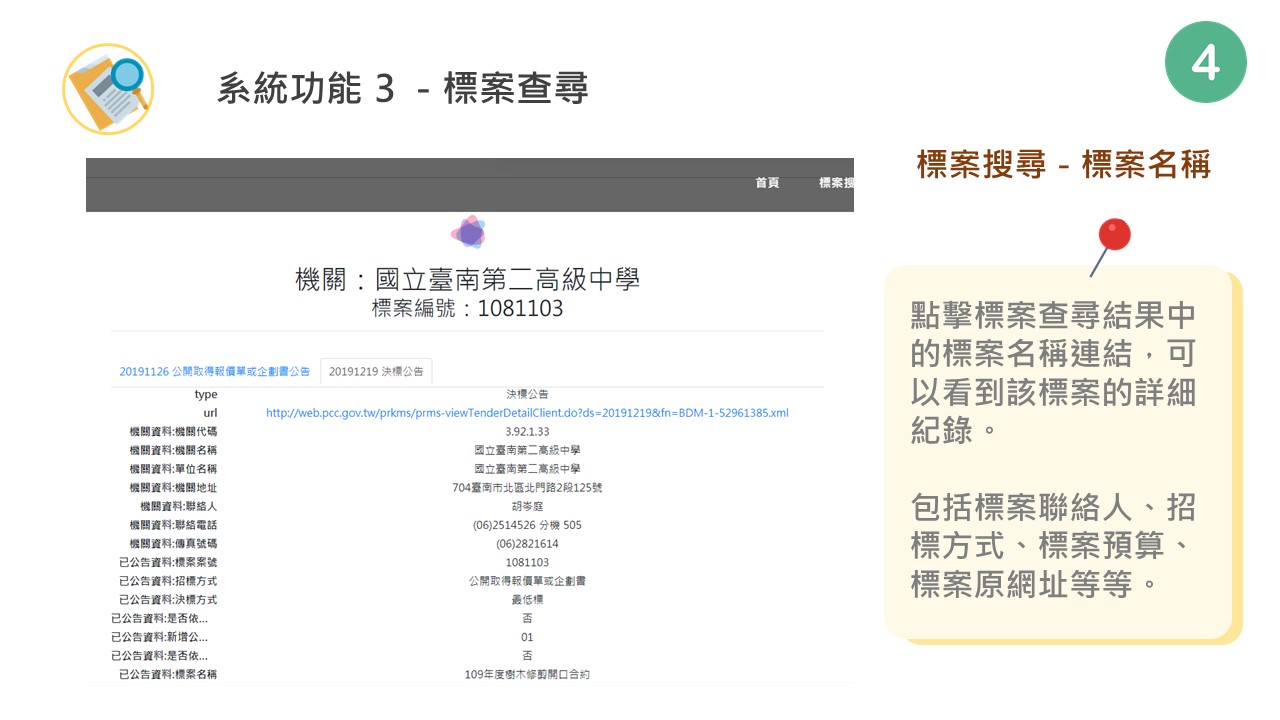 系統功能 3 - 標案查尋
4
首頁 標案搜
機關：國立臺南第二高級中學
標案編號：1081103
20191126 公開取得報價單或企劃書公告 20191219 決標公告
type 決標公告
url http://web.pcc.gov.tw/prkms/prms-viewTenderDetailClient.do?ds=20191219&fn=BDM-1-52961385.xml
機關資料:機關代碼 3.92.1.33
機關資料:機關名稱 國立臺南第二高級中學
機關資料:單位名稱 國立臺南第二高級中學
機關資料:機關地址 704臺南市北區北門路2段125號
機關資料:聯絡人 胡岑庭
機關資料:聯絡電話 (06)2514526 分機 505
機關資料:傳真號碼 (06)2821614
已公告資料:標案案號 1081103
已公告資料:招標方式 公開取得報價單或企劃書
已公告資料:決標方式 最低標
已公告資料:是否依... 否
已公告資料:新增公... 01
已公告資料:是否依... 否
已公告資料:標案名稱 109年度樹木修剪開口合約
標案搜尋 - 標案名稱
點擊標案查尋結果中
的標案名稱連結，可
以看到該標案的詳細
紀錄。
包括標案聯絡人、招
標方式、標案預算、
標案原網址等等。